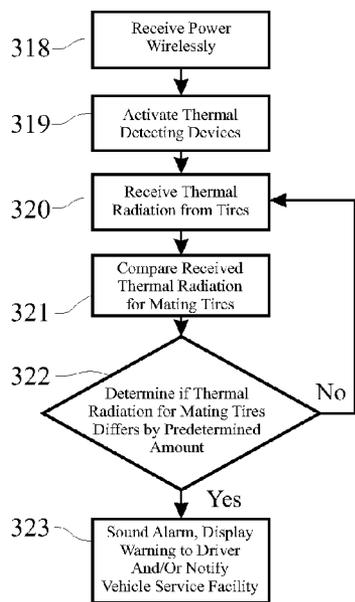 318
Receive Power
Wirelessly
319
Activate Thermal
Detecting Devices
320
Receive Thermal
Radiation from Tires
321
Compare Received
Thermal Radiation
for Mating Tires
322
Determine if Thermal
Radiation for Mating Tires
Differs by Predetermined
Amount
No
Yes
323
Sound Alarm, Display
Warning to Driver
And/Or Notify
Vehicle Service Facility